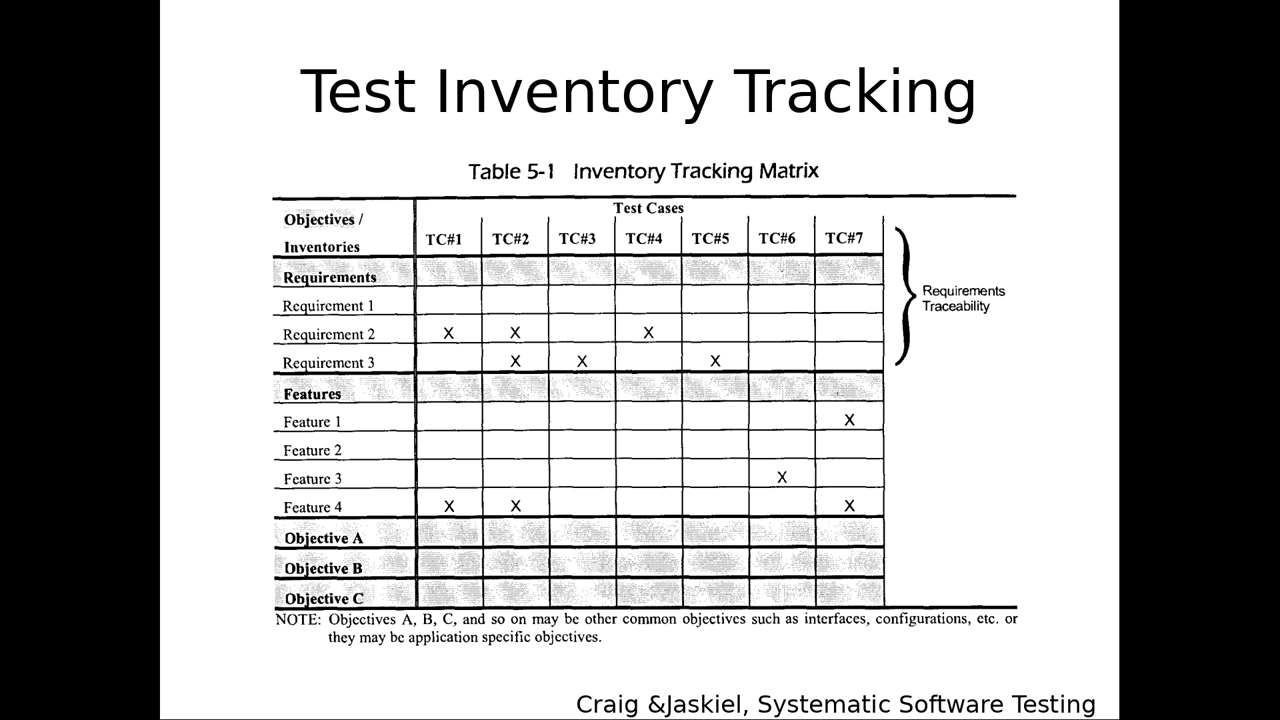 Test Inventory Tracking
Table 5-1 Inventory Tracking Matrix
Objectives /
Inventories
Test Cases
TC#1 TC#2 TC#3 TC#4 TC#5 TC#6 TC#7
Requirements
Requirement 1
Requirement 2 X X X
Requirement 3 X X X
Features
Feature 1 X
Feature 2
Feature 3 X
Feature 4 X X X
Objective A
Objective B
Objective C
Requirements
Traceability
NOTE: Objectives A, B, C, and so on may be other common objectives such as interfaces, configurations, etc. or
they may be application specific objectives.
Craig &Jaskiel, Systematic Software Testing